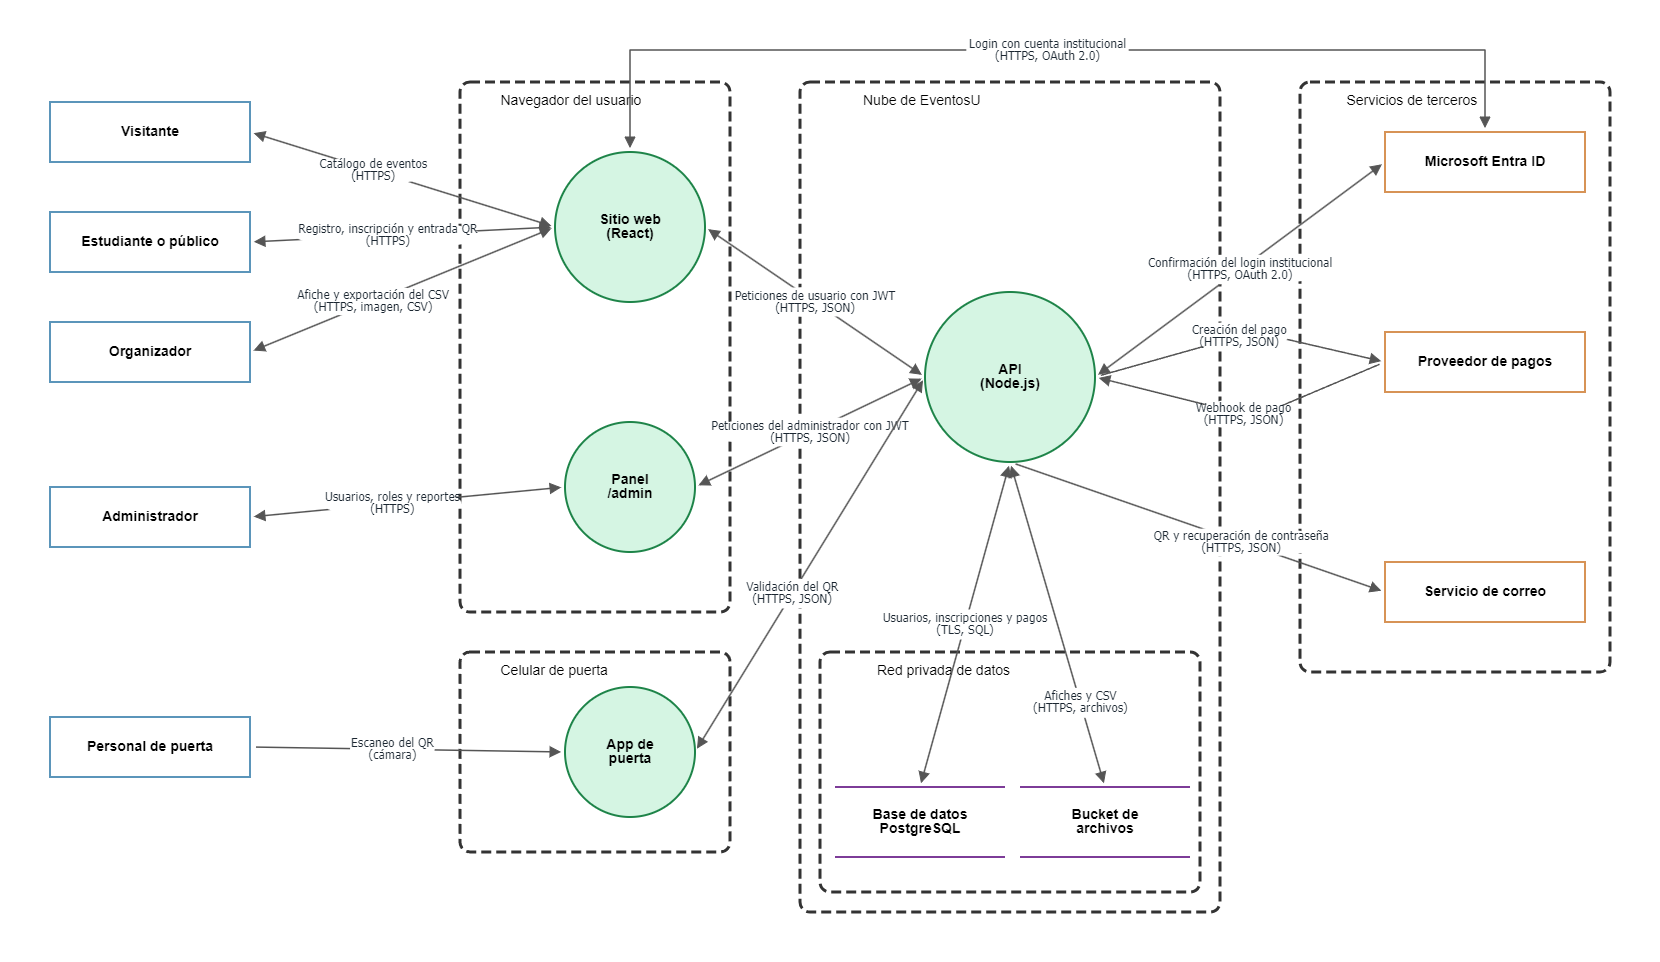 Login con cuenta institucional
(HTTPS, OAuth 2.0)
Navegador del usuario
Nube de EventosU
Servicios de terceros
Visitante
Microsoft Entra ID
Catálogo de eventos
(HTTPS)
Sitio web
(React)
Estudiante o público
Registro, inscripción y entrada QR
(HTTPS)
Confirmación del login institucional
(HTTPS, OAuth 2.0)
Afiche y exportación del CSV
(HTTPS, imagen, CSV)
Peticiones de usuario con JWT
(HTTPS, JSON)
Organizador
Creación del pago
(HTTPS, JSON)
Proveedor de pagos
API
(Node.js)
Webhook de pago
(HTTPS, JSON)
Peticiones del administrador con JWT
(HTTPS, JSON)
Panel
/admin
Usuarios, roles y reportes
(HTTPS)
Administrador
QR y recuperación de contraseña
(HTTPS, JSON)
Validación del QR
(HTTPS, JSON)
Servicio de correo
Usuarios, inscripciones y pagos
(TLS, SQL)
Celular de puerta
Red privada de datos
Afiches y CSV
(HTTPS, archivos)
Personal de puerta
Escaneo del QR
(cámara)
App de
puerta
Base de datos
PostgreSQL
Bucket de
archivos